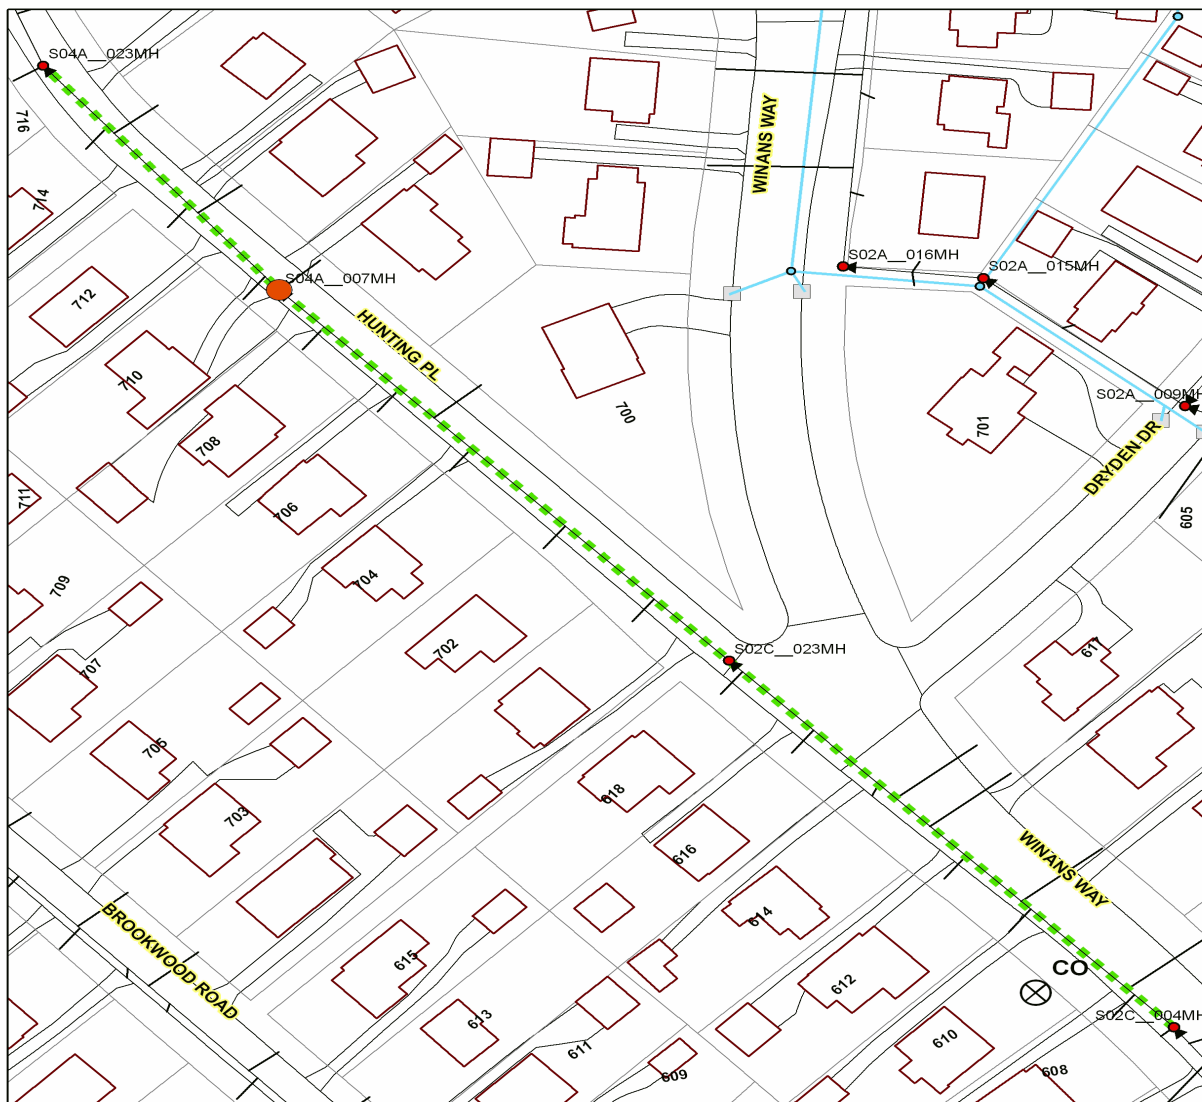 S04A__023MH
716
WINANS WAY
714
S02A__016MH
S02A__015MH
S04A__007MH
712
HUNTING PL
710
S02A__009MH
700
701
708
DRYDEN DR
711
706
605
704
709
702
617
S02C__023MH
707
705
618
703
616
WINANS WAY
614
BROOKWOOD ROAD
615
CO
612
613
S02C__004MH
610
611
609
608